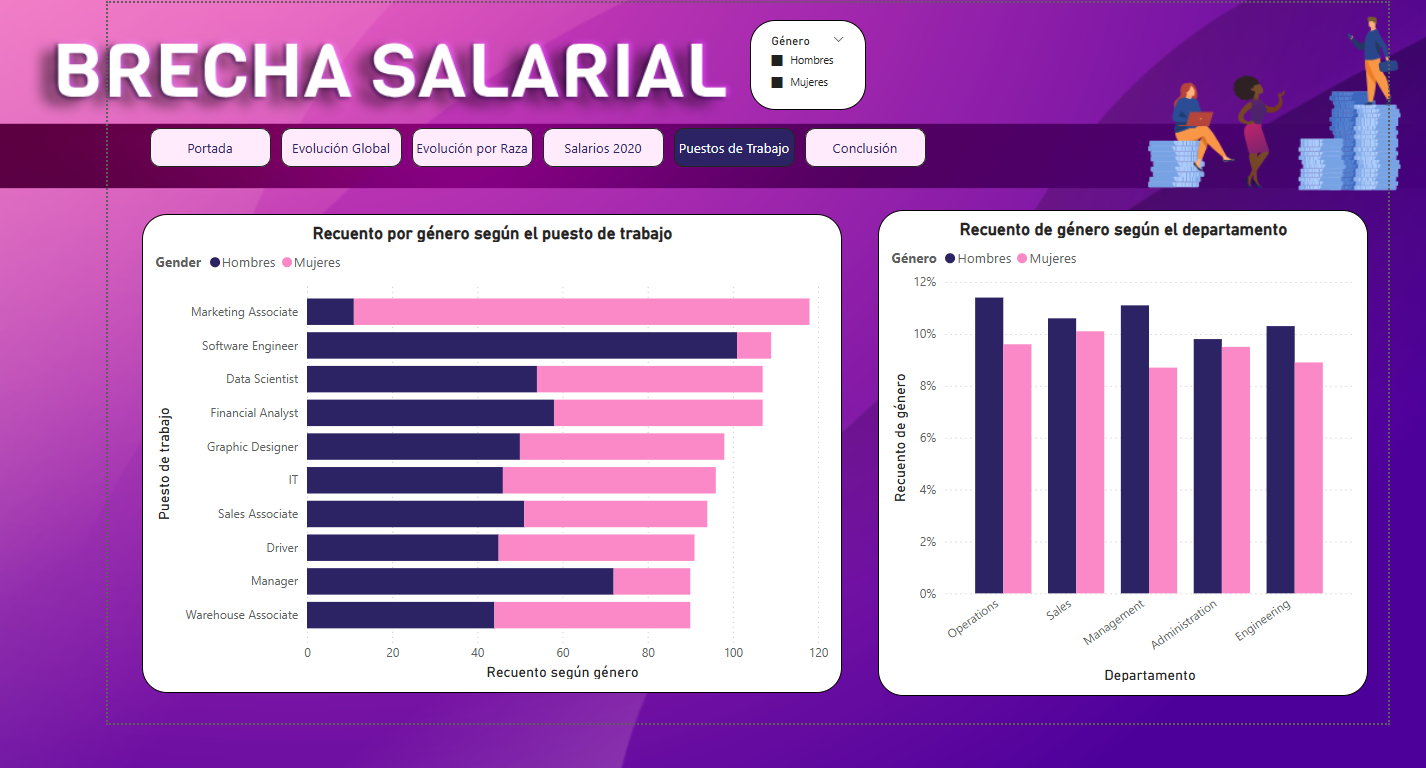 BRECHA SALARIAL
Género
Hombres
Mujeres
Portada
Evolución Global
Evolución por Raza
Salarios 2020
Puestos de Trabajo
Conclusión
Recuento por género según el puesto de trabajo
Gender Hombres Mujeres
Puesto de trabajo
Marketing Associate
Software Engineer
Data Scientist
Financial Analyst
Graphic Designer
IT
Sales Associate
Driver
Manager
Warehouse Associate
0 20 40 60 80 100 120
Recuento según género
Recuento de género según el departamento
Género Hombres Mujeres
Recuento de género
12%
10%
8%
6%
4%
2%
0%
Operations
Sales
Management
Administration
Engineering
Departamento